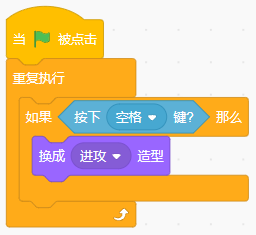 当 被点击
重复执行
如果 按下 空格 键? 那么
换成 进攻 造型